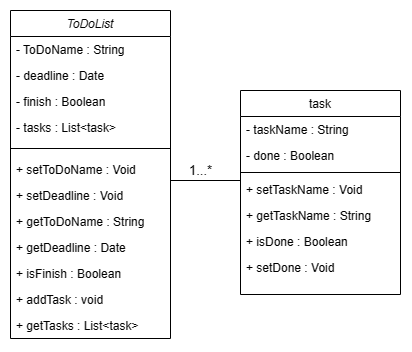 ToDoList
- ToDoName : String
- deadline : Date
- finish : Boolean
- tasks : List<task>
+ setToDoName : Void
+ setDeadline : Void
+ getToDoName : String
+ getDeadline : Date
+ isFinish : Boolean
+ addTask : void
+ getTasks : List<task>
1...*
task
- taskName : String
- done : Boolean
+ setTaskName : Void
+ getTaskName : String
+ isDone : Boolean
+ setDone : Void